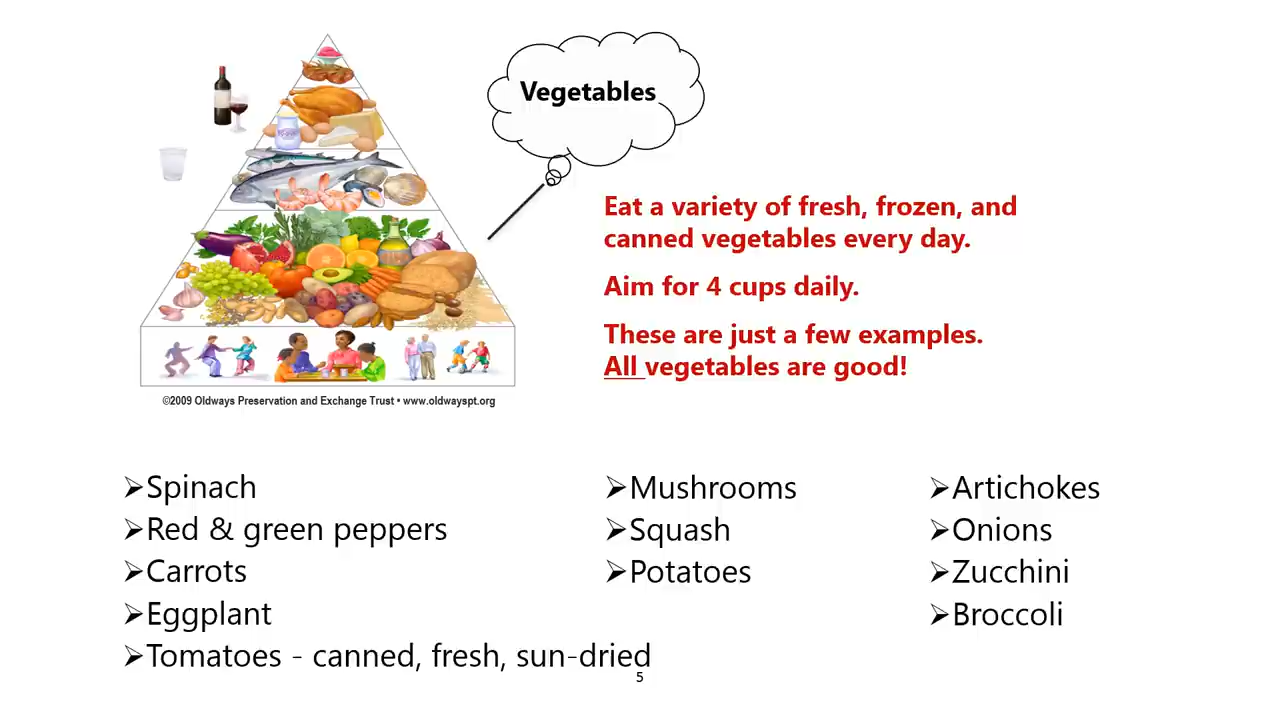 Vegetables
Eat a variety of fresh, frozen, and
canned vegetables every day.
Aim for 4 cups daily.
These are just a few examples.
All vegetables are good!
©2009 Oldways Preservation and Exchange Trust • www.oldwayspt.org
➢Spinach
➢Red & green peppers
➢Carrots
➢Eggplant
➢Tomatoes - canned, fresh, sun-dried
➢Mushrooms
➢Squash
➢Potatoes
➢Artichokes
➢Onions
➢Zucchini
➢Broccoli
5